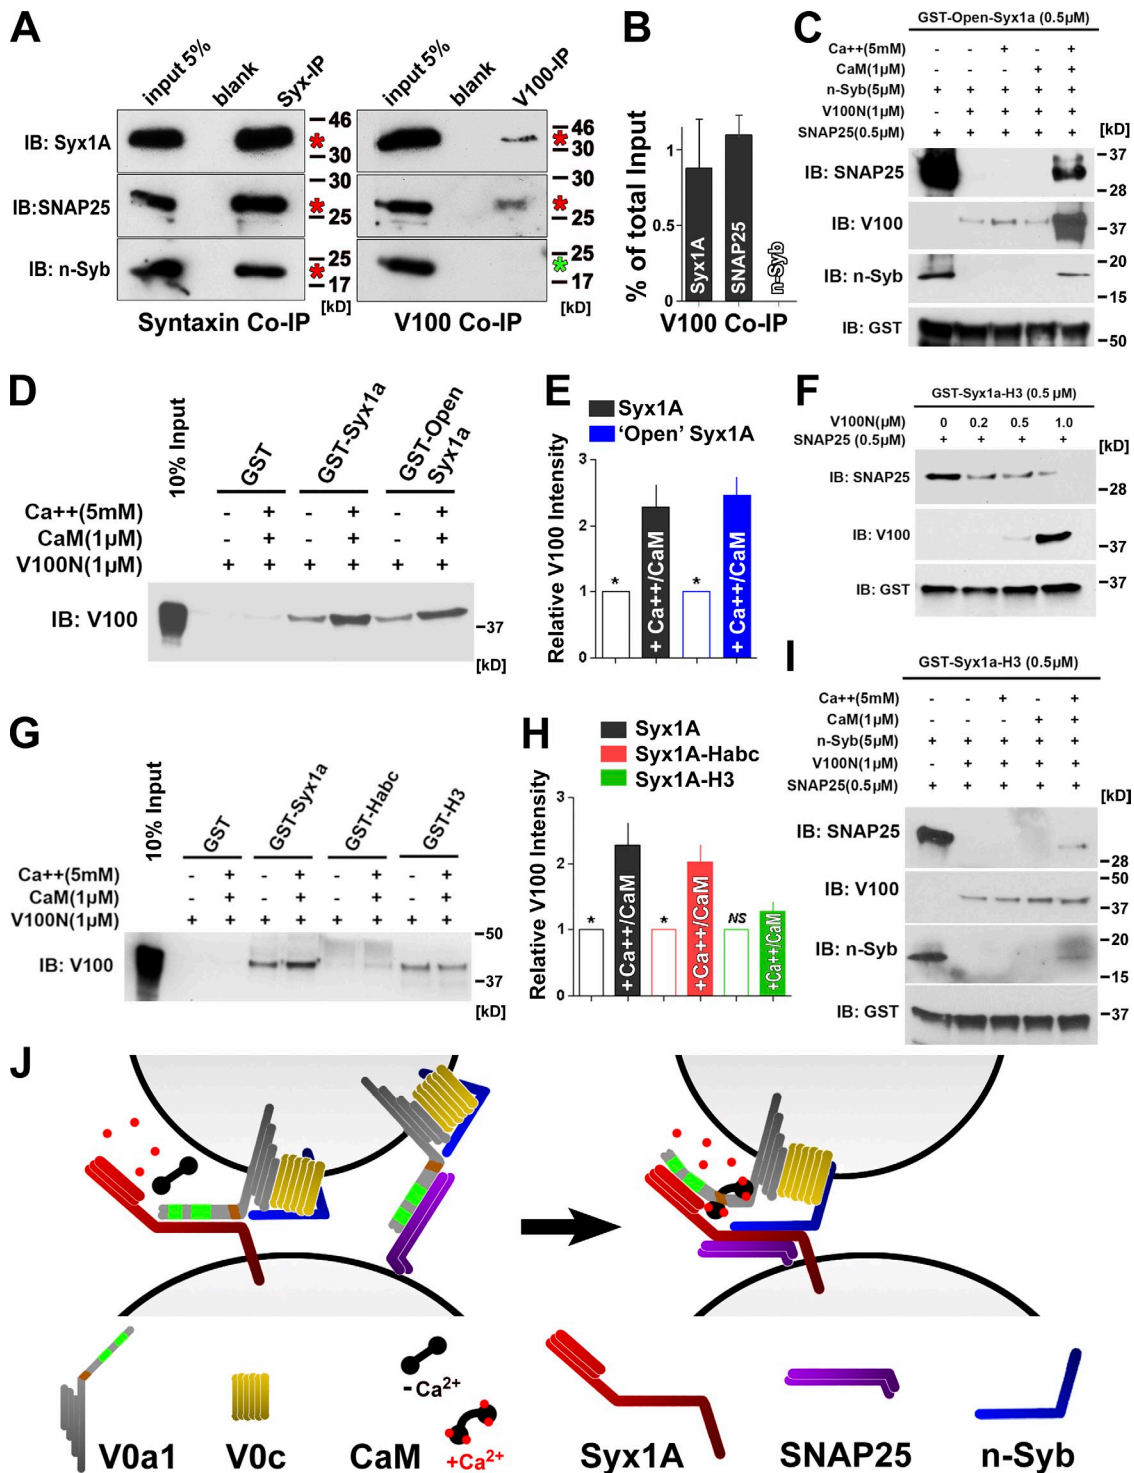 A
input 5%
blank
Syx-IP
input 5%
blank
V100-IP
IB: Syx1A
46
30
46
30
IB:SNAP25
30
25
30
25
IB: n-Syb
25
17
25
17
[kD]
[kD]
Syntaxin Co-IP
V100 Co-IP
B
% of total Input
1
.5
0
Syx1A
SNAP25
n-Syb
V100 Co-IP
C
GST-Open-Syx1a (0.5µM)
Ca++(5mM) - - + - +
CaM(1µM) - - - + +
n-Syb(5µM) + + + + +
V100N(1µM) - + + + +
SNAP25(0.5µM) + + + + +
[kD]
IB: SNAP25
37
28
IB: V100
37
IB: n-Syb
20
15
IB: GST
50
D
10% Input
GST
GST-Syx1a
GST-Open
Syx1a
Ca++(5mM) - + - + - +
CaM(1µM) - + - + - +
V100N(1µM) + + + + + +
IB: V100
37
[kD]
E
Syx1A
'Open' Syx1A
Relative V100 Intensity
3
2
1
0
*
+ Ca++/CaM
*
+ Ca++/CaM
F
GST-Syx1a-H3 (0.5 µM)
V100N(µM) 0 0.2 0.5 1.0
SNAP25 (0.5µM) + + + +
[kD]
IB: SNAP25
28
IB: V100
37
IB: GST
37
G
10% Input
GST
GST-Syx1a
GST-Habc
GST-H3
Ca++(5mM) - + - + - + - +
CaM(1µM) - + - + - + - +
V100N(1µM) + + + + + + + +
IB: V100
50
37
[kD]
H
Syx1A
Syx1A-Habc
Syx1A-H3
Relative V100 Intensity
3
2
1
0
*
+Ca++/CaM
*
+Ca++/CaM
NS
+Ca++/CaM
I
GST-Syx1a-H3 (0.5µM)
Ca++(5mM) - - + - +
CaM(1µM) - - - + +
n-Syb(5µM) + + + + +
V100N(1µM) - + + + +
SNAP25(0.5µM) + + + + +
[kD]
IB: SNAP25
28
IB: V100
50
37
IB: n-Syb
20
15
IB: GST
37
J
V0a1
V0c
CaM
-Ca2+
+Ca2+
Syx1A
SNAP25
n-Syb